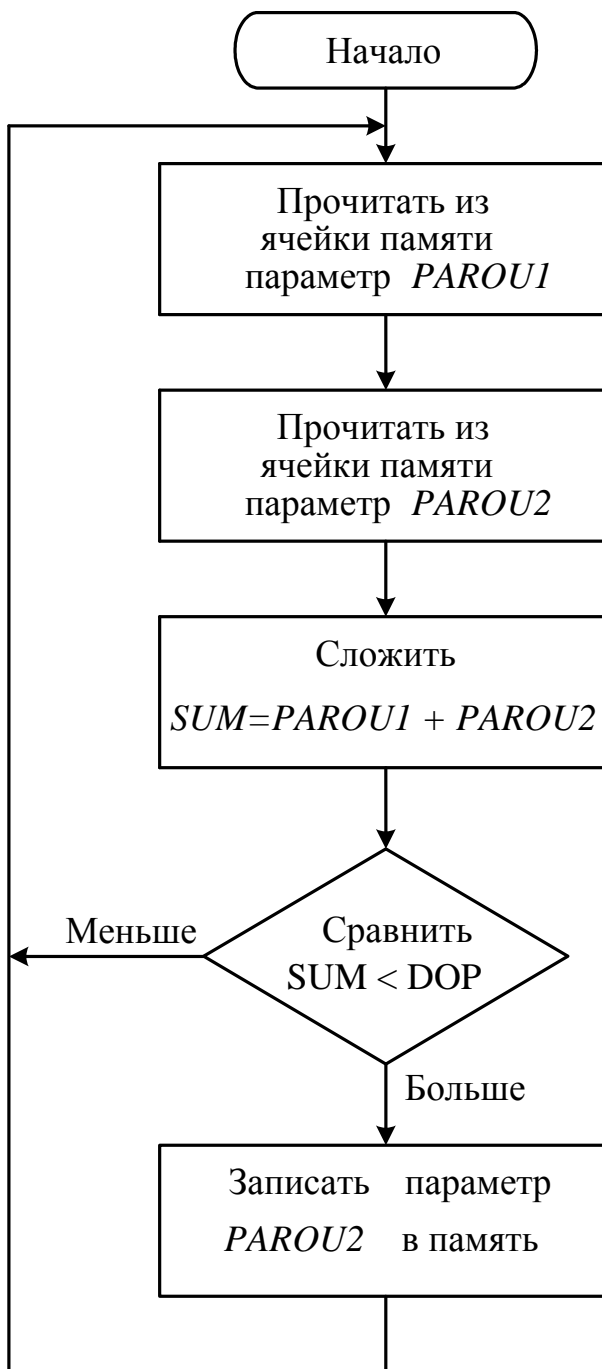 Начало
Прочитать из
ячейки памяти
параметр PAROU1
Прочитать из
ячейки памяти
параметр PAROU2
Сложить
SUM=PAROU1 + PAROU2
Меньше
Сравнить
SUM < DOP
Больше
Записать параметр
PAROU2 в память